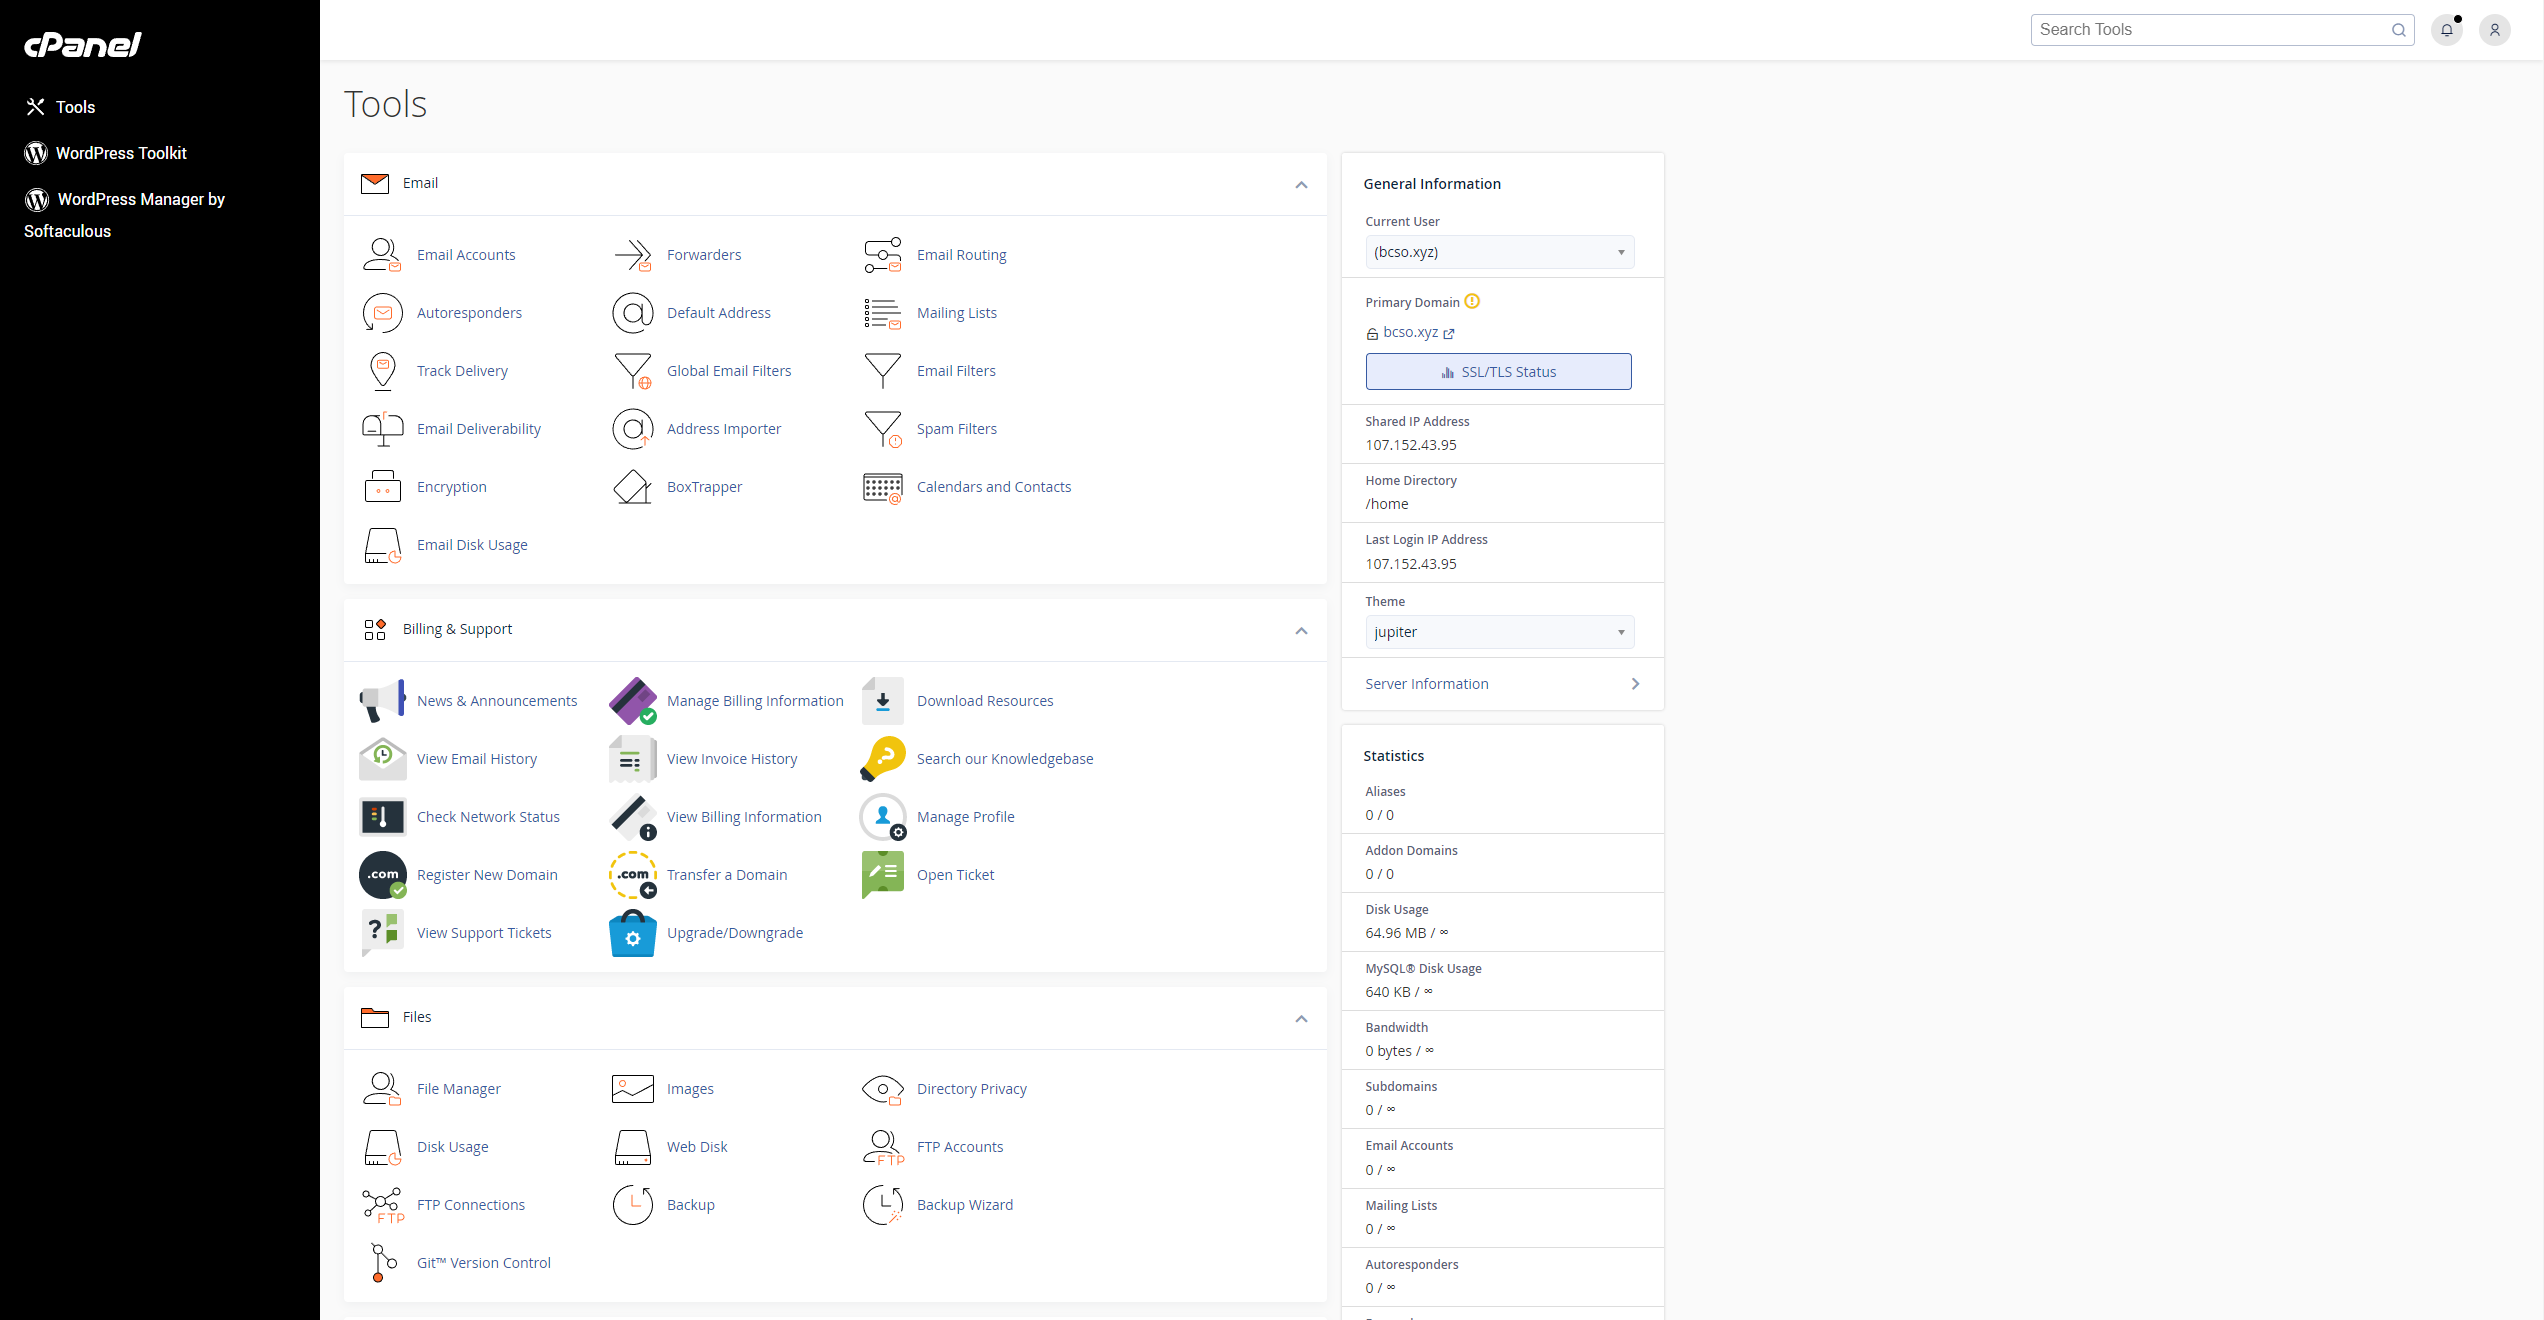 cPanel
Tools
WordPress Toolkit
WordPress Manager by
Softaculous
Search Tools
Tools
Email
Email Accounts
Forwarders
Email Routing
Autoresponders
Default Address
Mailing Lists
Track Delivery
Global Email Filters
Email Filters
Email Deliverability
Address Importer
Spam Filters
Encryption
BoxTrapper
Calendars and Contacts
Email Disk Usage
Billing & Support
News & Announcements
Manage Billing Information
Download Resources
View Email History
View Invoice History
Search our Knowledgebase
Check Network Status
View Billing Information
Manage Profile
.com
Register New Domain
.com
Transfer a Domain
Open Ticket
View Support Tickets
Upgrade/Downgrade
Files
File Manager
Images
Directory Privacy
Disk Usage
Web Disk
FTP
FTP Accounts
FTP
FTP Connections
Backup
Backup Wizard
Git™ Version Control
General Information
Current User
(bcso.xyz)
Primary Domain
bcso.xyz
SSL/TLS Status
Shared IP Address
107.152.43.95
Home Directory
/home
Last Login IP Address
107.152.43.95
Theme
jupiter
Server Information
Statistics
Aliases
0 / 0
Addon Domains
0 / 0
Disk Usage
64.96 MB / ∞
MySQL® Disk Usage
640 KB / ∞
Bandwidth
0 bytes / ∞
Subdomains
0 / ∞
Email Accounts
0 / ∞
Mailing Lists
0 / ∞
Autoresponders
0 / ∞